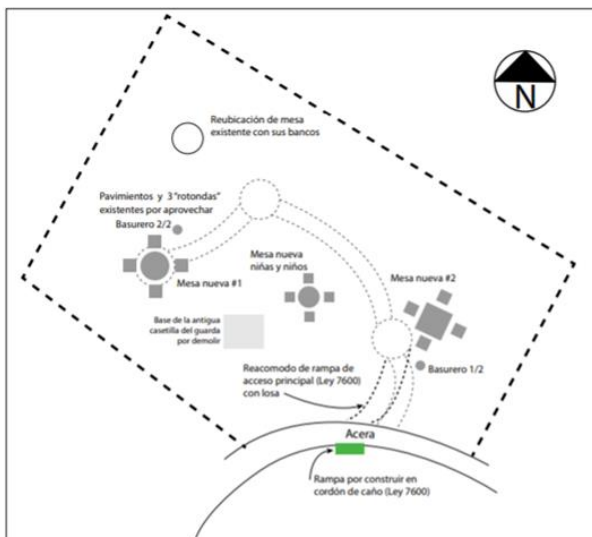 N
Reubicación de mesa
existente con sus bancos
Pavimientos y 3 "rotondas"
existentes por aprovechar
Basurero 2/2
Mesa nueva
niñas y niños
Mesa nueva #2
Mesa nueva #1
Base de la antigua
casetilla del guarda
por demolir
Reacomodo de rampa de
acceso principal (Ley 7600)
con losa
Basurero 1/2
Acera
Rampa por construir en
cordón de caño (Ley 7600)